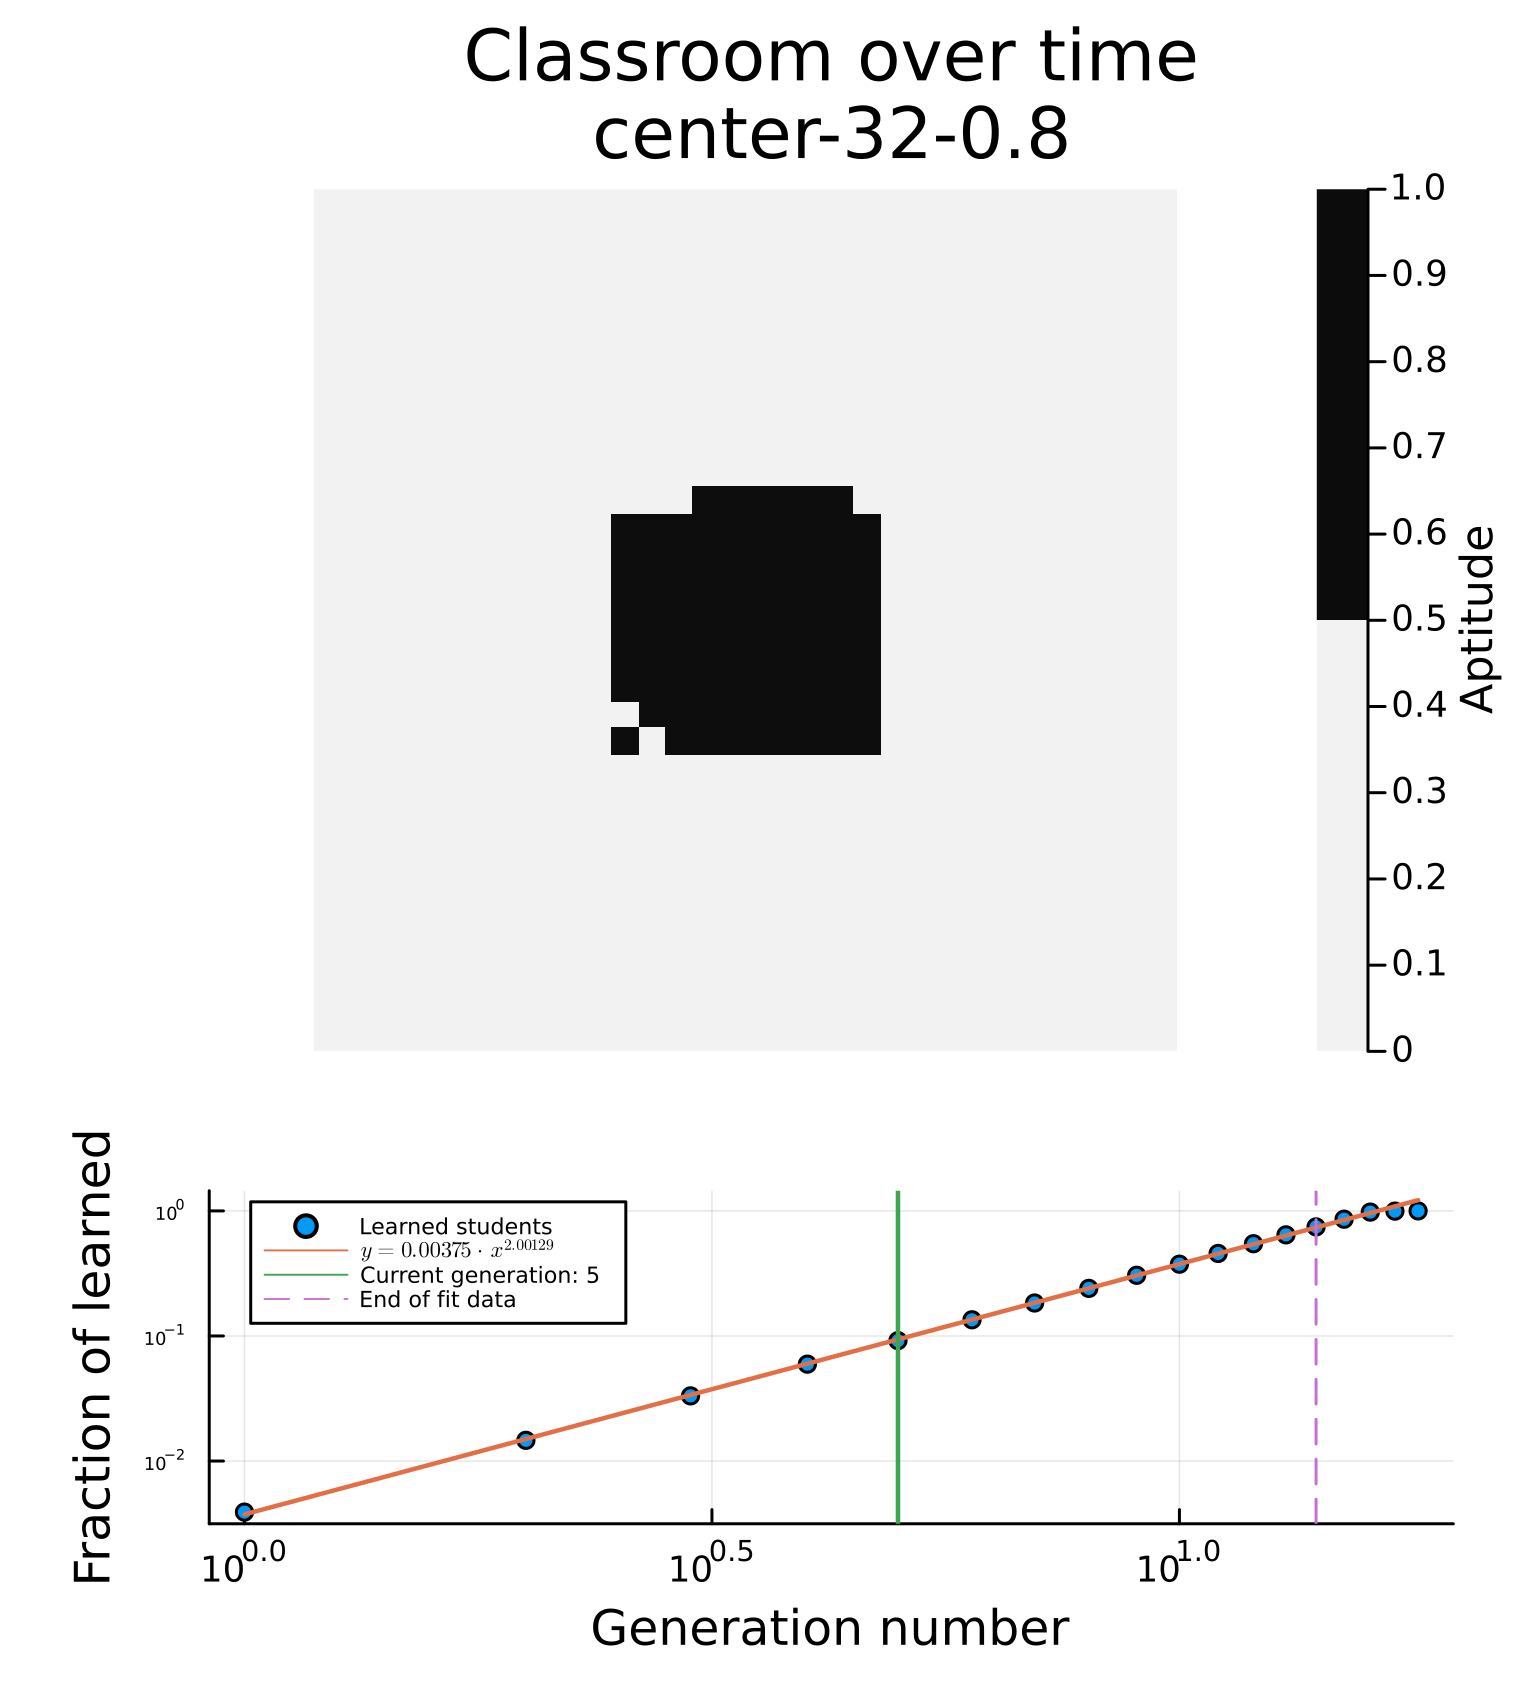 Classroom over time
center-32-0.8
1.0
0.9
0.8
0.7
0.6
0.5
0.4
0.3
0.2
0.1
0
Aptitude
Fraction of learned
10⁰
10⁻¹
10⁻²
Learned students
y = 0.00375 · x^2.00129
Current generation: 5
End of fit data
10^0.0
10^0.5
10^1.0
Generation number